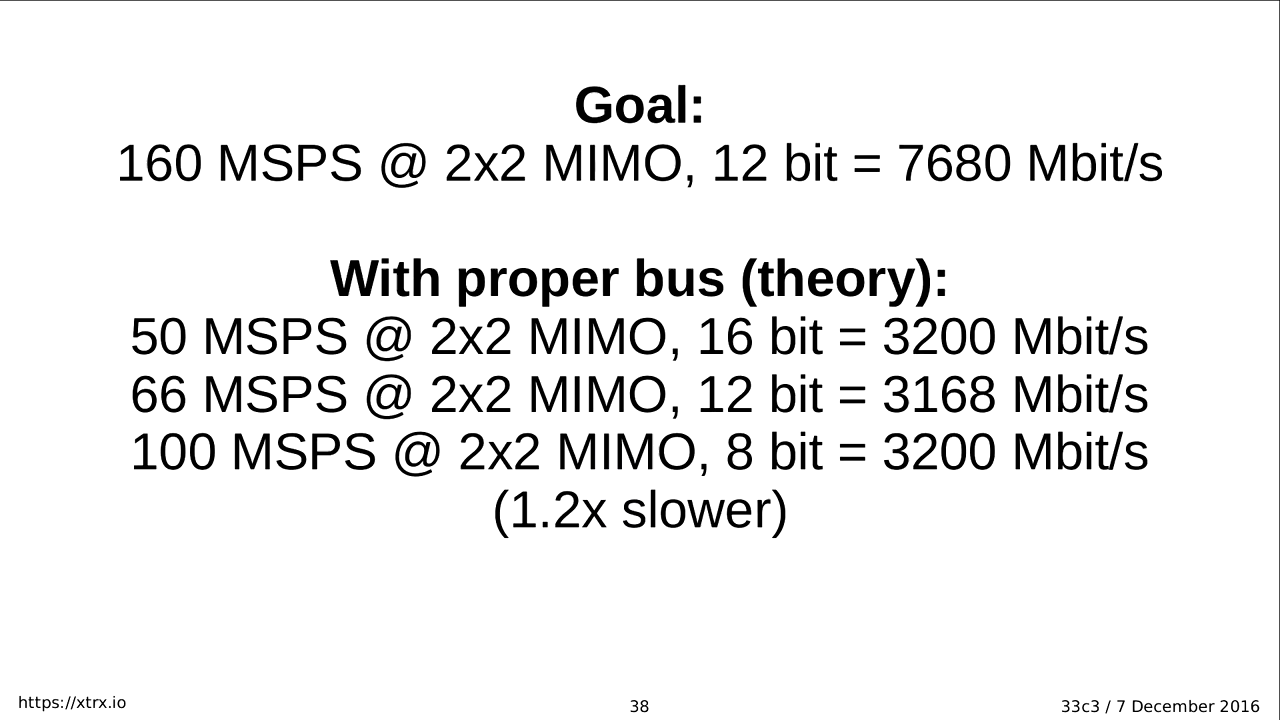 Goal:
160 MSPS @ 2x2 MIMO, 12 bit = 7680 Mbit/s
With proper bus (theory):
50 MSPS @ 2x2 MIMO, 16 bit = 3200 Mbit/s
66 MSPS @ 2x2 MIMO, 12 bit = 3168 Mbit/s
100 MSPS @ 2x2 MIMO, 8 bit = 3200 Mbit/s
(1.2x slower)
https://xtrx.io
38
33c3 / 7 December 2016